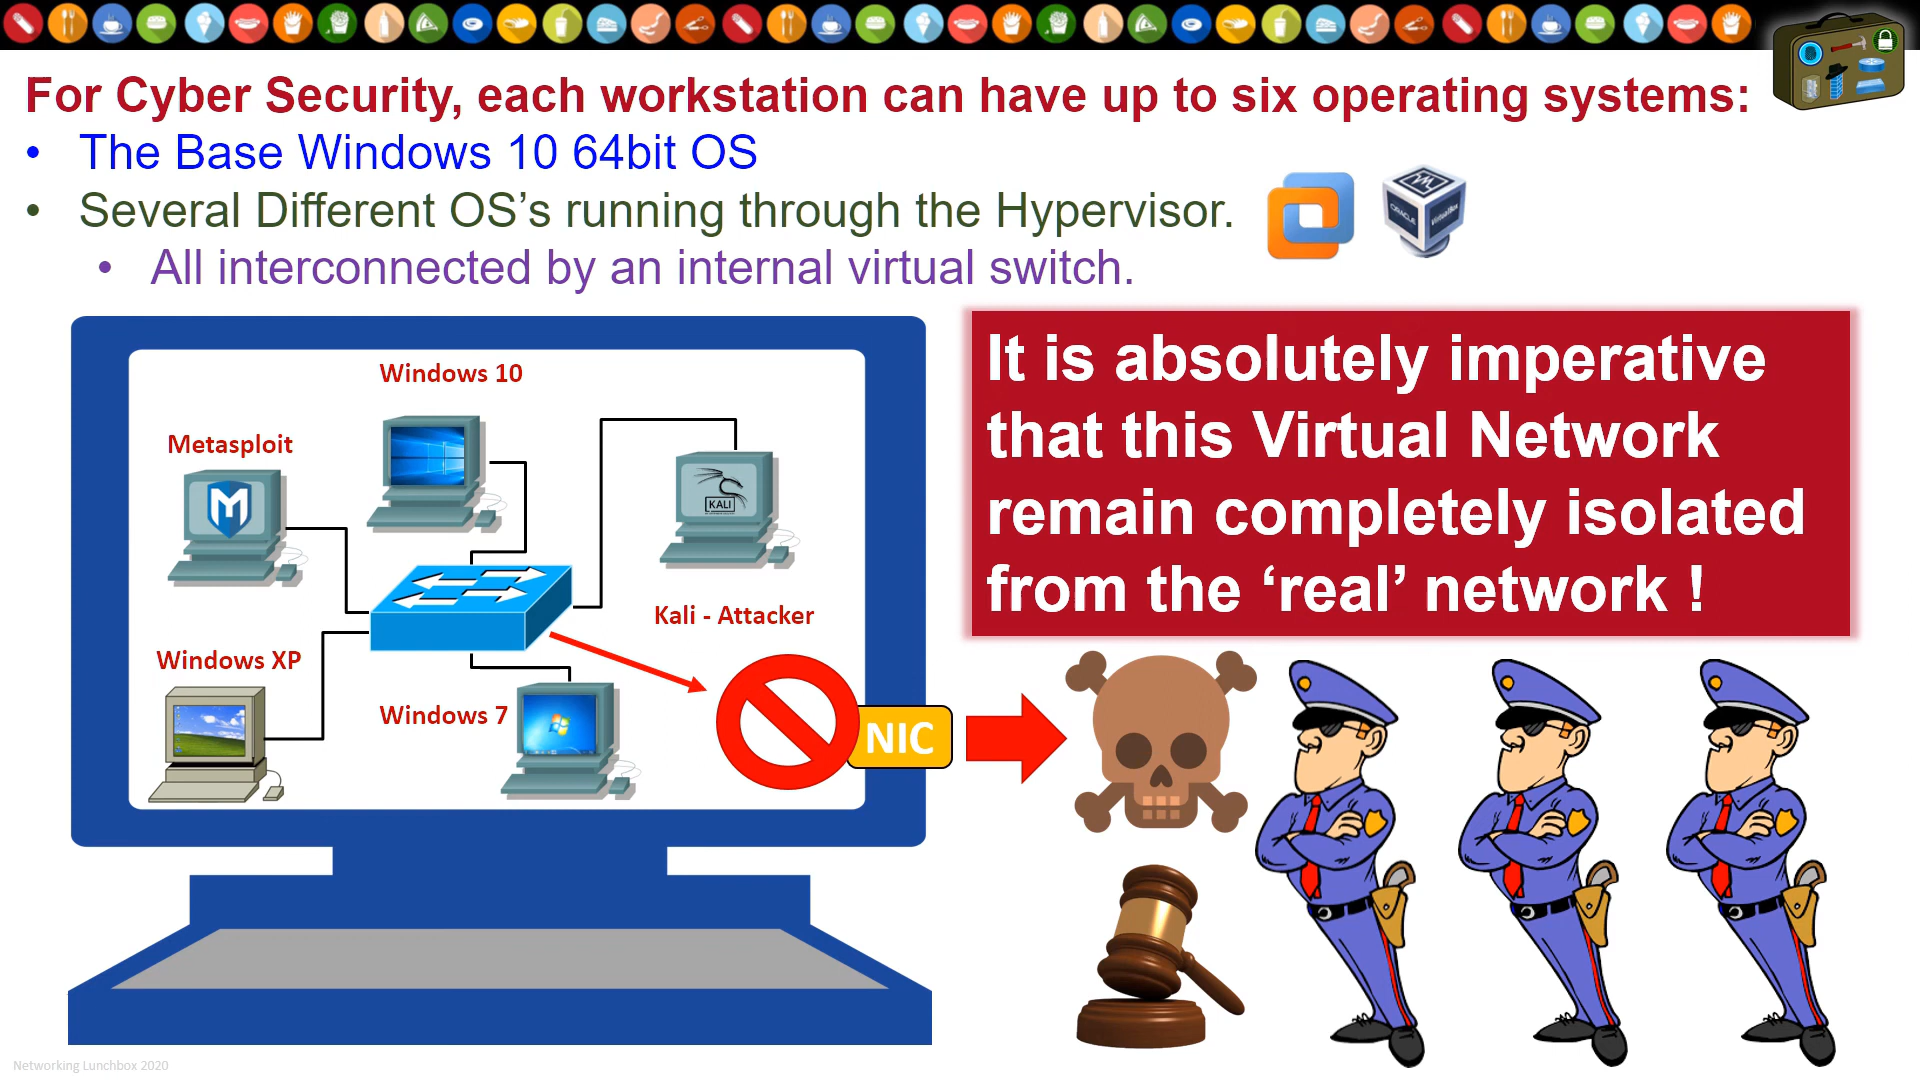 For Cyber Security, each workstation can have up to six operating systems:
• The Base Windows 10 64bit OS
• Several Different OS’s running through the Hypervisor.
• All interconnected by an internal virtual switch.
ORACLE
VirtualBox
Windows 10
Metasploit
M
KALI
Kali - Attacker
Windows XP
Windows 7
NIC
It is absolutely imperative
that this Virtual Network
remain completely isolated
from the ‘real’ network !
Networking Lunchbox 2020